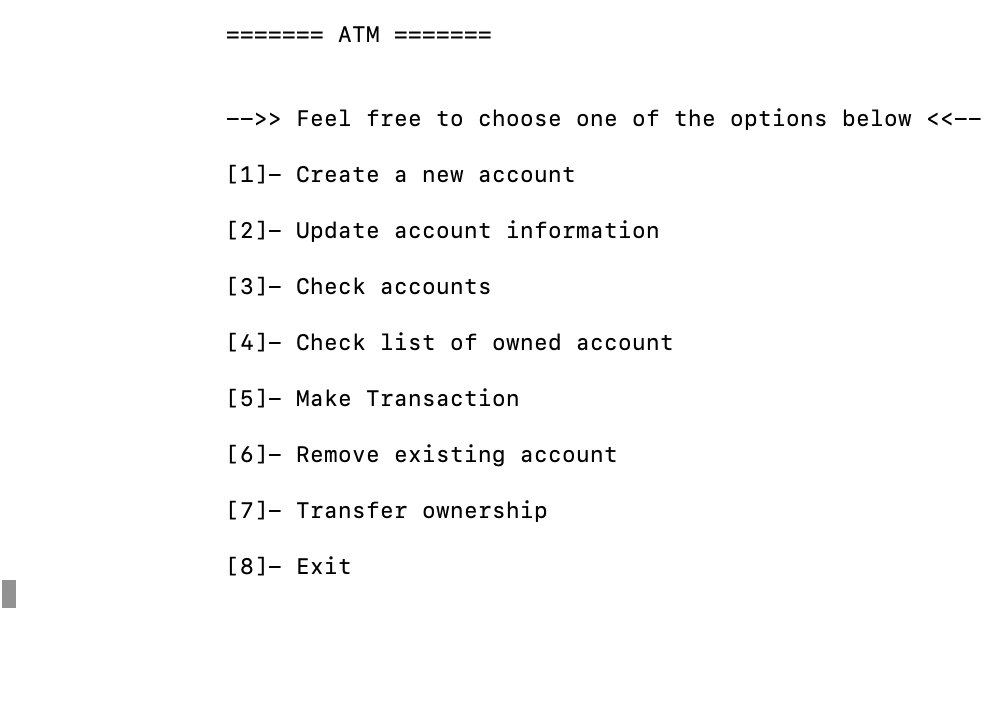 ======= ATM =======
-->> Feel free to choose one of the options below <<--
[1]- Create a new account
[2]- Update account information
[3]- Check accounts
[4]- Check list of owned account
[5]- Make Transaction
[6]- Remove existing account
[7]- Transfer ownership
[8]- Exit